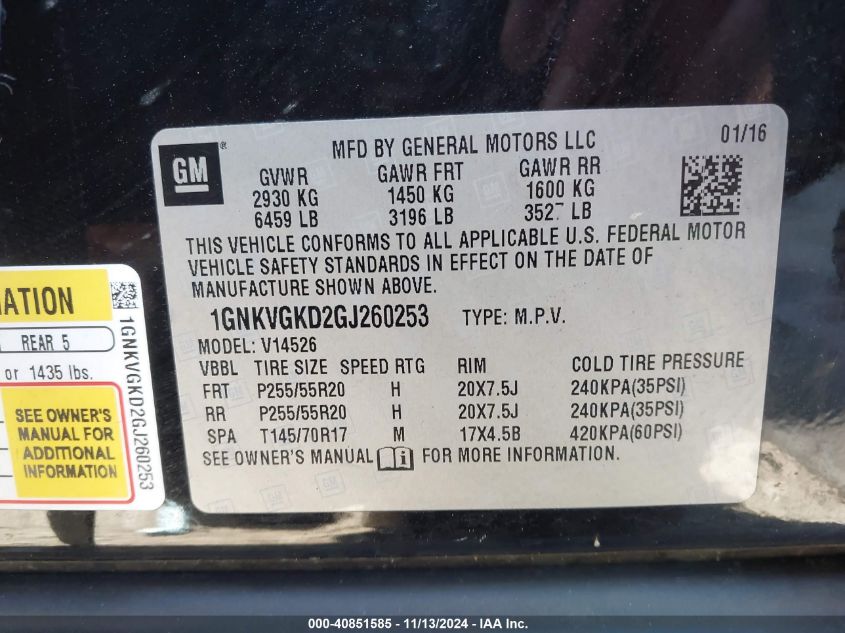 MFD BY GENERAL MOTORS LLC 01/16
GM ®
GVWR GAWR FRT GAWR RR
2930 KG 1450 KG 1600 KG
6459 LB 3196 LB 3527 LB
THIS VEHICLE CONFORMS TO ALL APPLICABLE U.S. FEDERAL MOTOR
VEHICLE SAFETY STANDARDS IN EFFECT ON THE DATE OF
MANUFACTURE SHOWN ABOVE.
1GNKVGKD2GJ260253 TYPE: M.P.V.
MODEL: V14526
VBBL TIRE SIZE SPEED RTG RIM COLD TIRE PRESSURE
FRT P255/55R20 H 20X7.5J 240KPA(35PSI)
RR P255/55R20 H 20X7.5J 240KPA(35PSI)
SPA T145/70R17 M 17X4.5B 420KPA(60PSI)
SEE OWNER'S MANUAL FOR MORE INFORMATION.
MATION
REAR 5
or 1435 lbs.
SEE OWNER'S
MANUAL FOR
ADDITIONAL
INFORMATION
1GNKVGKD2GJ260253
000-40851585 - 11/13/2024 - IAA Inc.